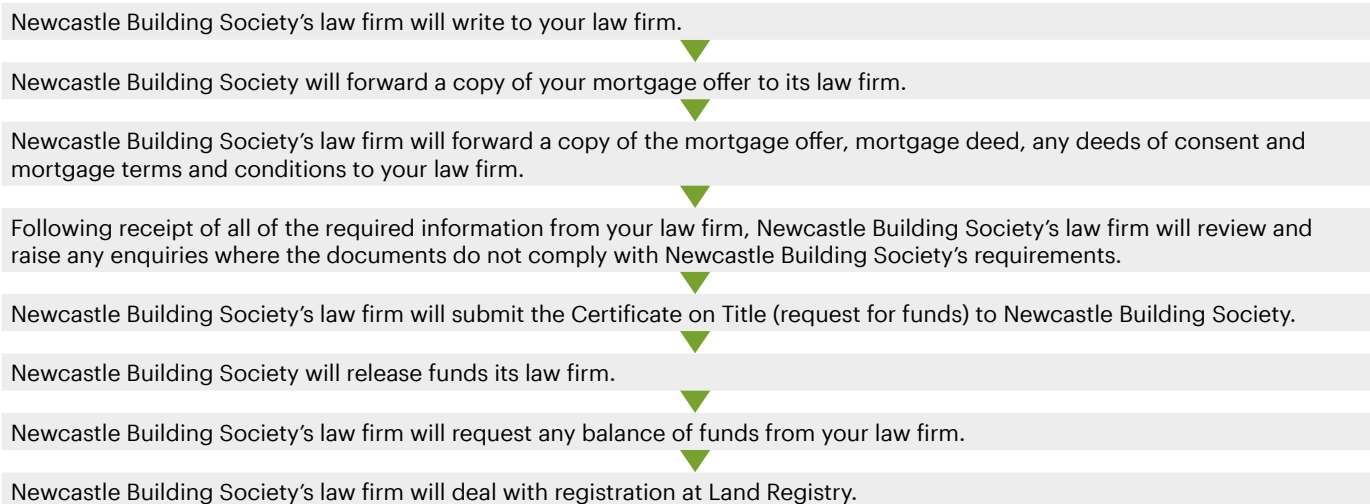 Newcastle Building Society’s law firm will write to your law firm.
Newcastle Building Society will forward a copy of your mortgage offer to its law firm.
Newcastle Building Society’s law firm will forward a copy of the mortgage offer, mortgage deed, any deeds of consent and
mortgage terms and conditions to your law firm.
Following receipt of all of the required information from your law firm, Newcastle Building Society’s law firm will review and
raise any enquiries where the documents do not comply with Newcastle Building Society’s requirements.
Newcastle Building Society’s law firm will submit the Certificate on Title (request for funds) to Newcastle Building Society.
Newcastle Building Society will release funds its law firm.
Newcastle Building Society’s law firm will request any balance of funds from your law firm.
Newcastle Building Society’s law firm will deal with registration at Land Registry.